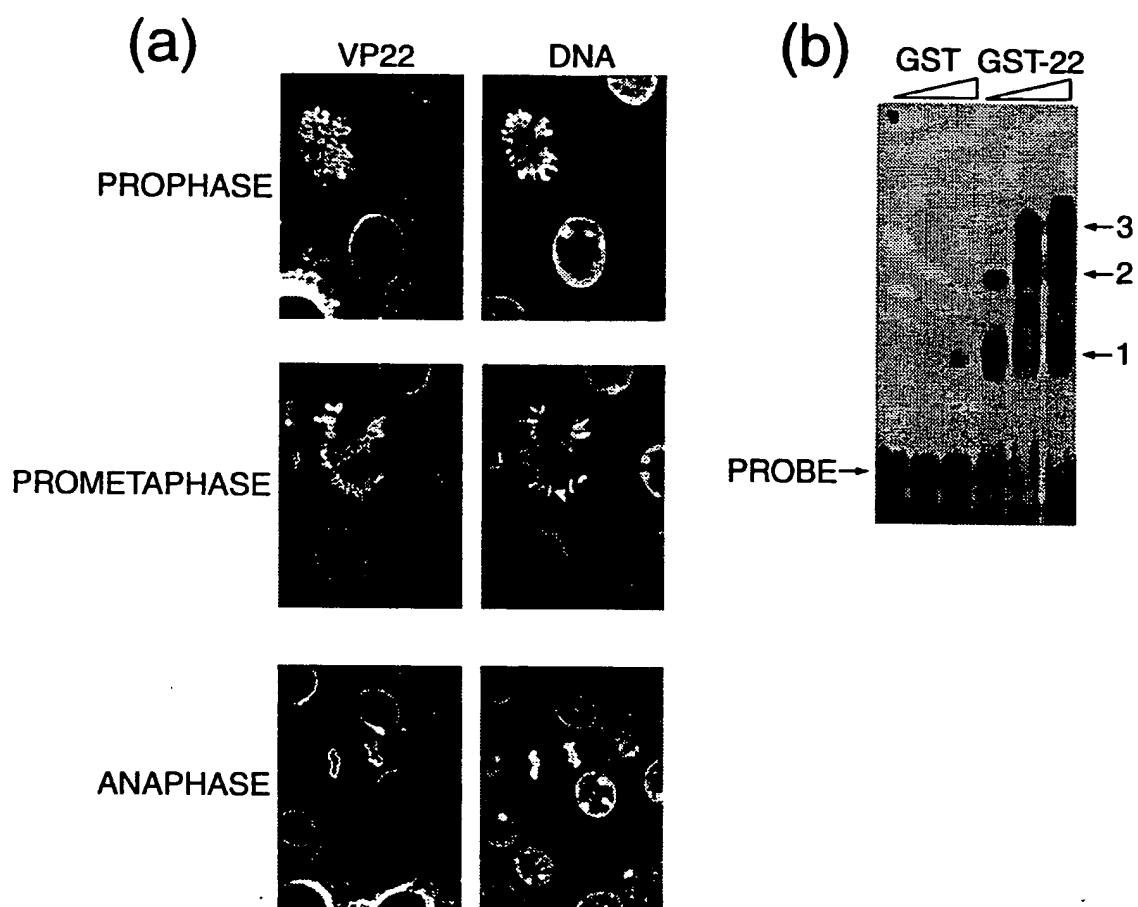 (a)
VP22
DNA
PROPHASE
PROMETAPHASE
ANAPHASE
(b)
GST GST-22
3
2
1
PROBE